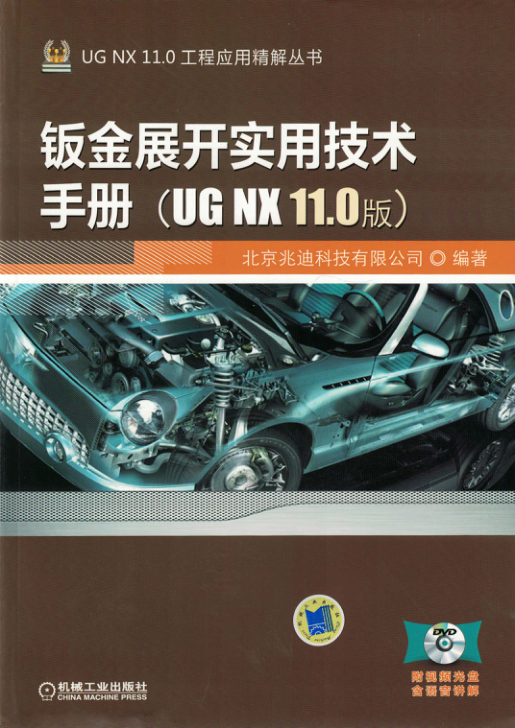 UG NX 11.0 工程应用精解丛书
钣金展开实用技术
手册（UG NX 11.0版）
北京兆迪科技有限公司 ◎ 编著
DVD
附视频光盘
含语音讲解
机械工业出版社
CHINA MACHINE PRESS